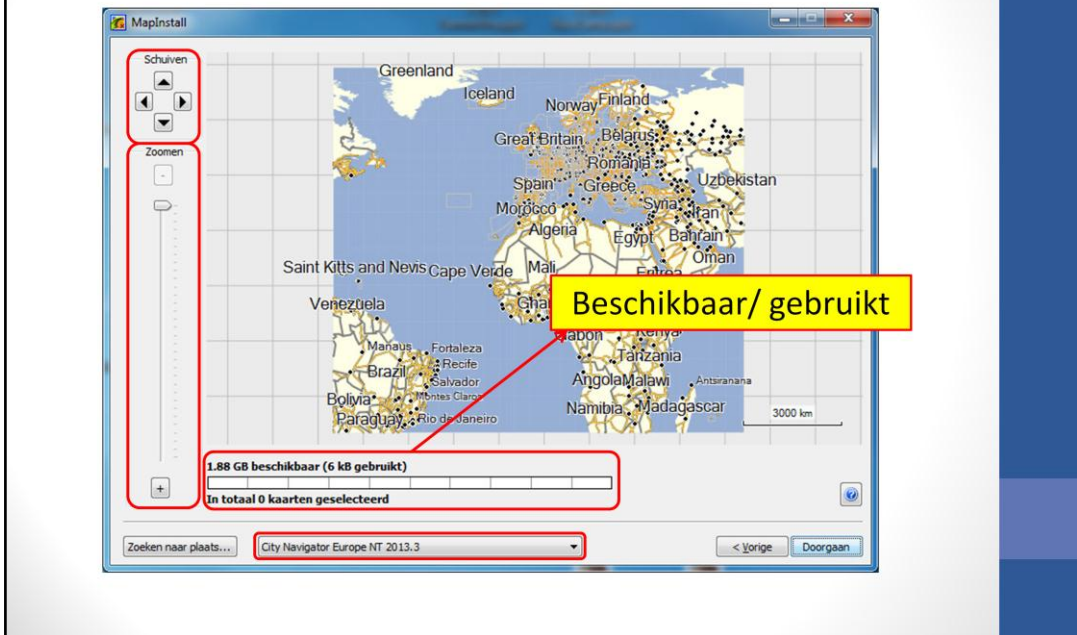 MapInstall
Schuiven
Zoomen
-
+
Greenland
Iceland
Norway Finland
Great Britain Belarus
Romania
Uzbekistan
Spain Greece
Syria Iran
Morocco
Algeria
Egypt Bahrain
Oman
Saint Kitts and Nevis Cape Verde Mali
Eritrea
Venezuela
Beschikbaar/ gebruikt
Manaus Fortaleza
Tanzania
Recife
Brazil
Salvador
Angola Malawi Antsiranana
Bolivia Montes Claros
Namibia Madagascar
Paraguay Rio de Janeiro
3000 km
1.88 GB beschikbaar (6 kB gebruikt)
In totaal 0 kaarten geselecteerd
Zoeken naar plaats...
City Navigator Europe NT 2013.3
< Vorige
Doorgaan